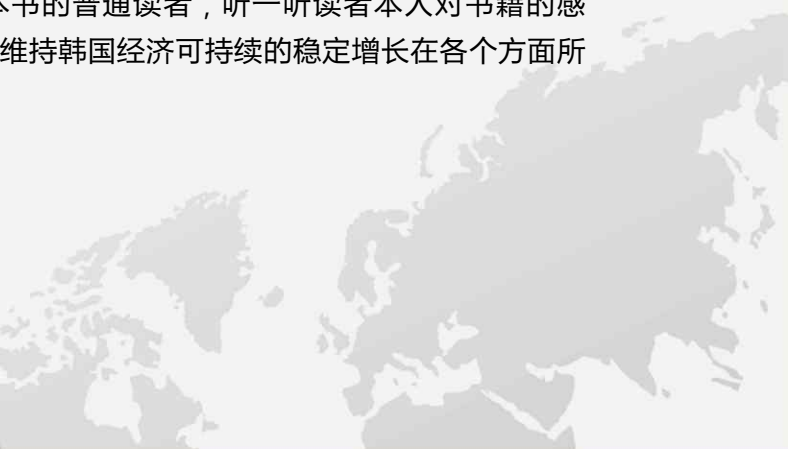 本书的普通读者，听一听读者本人对书籍的感
维持韩国经济可持续的稳定增长在各个方面所